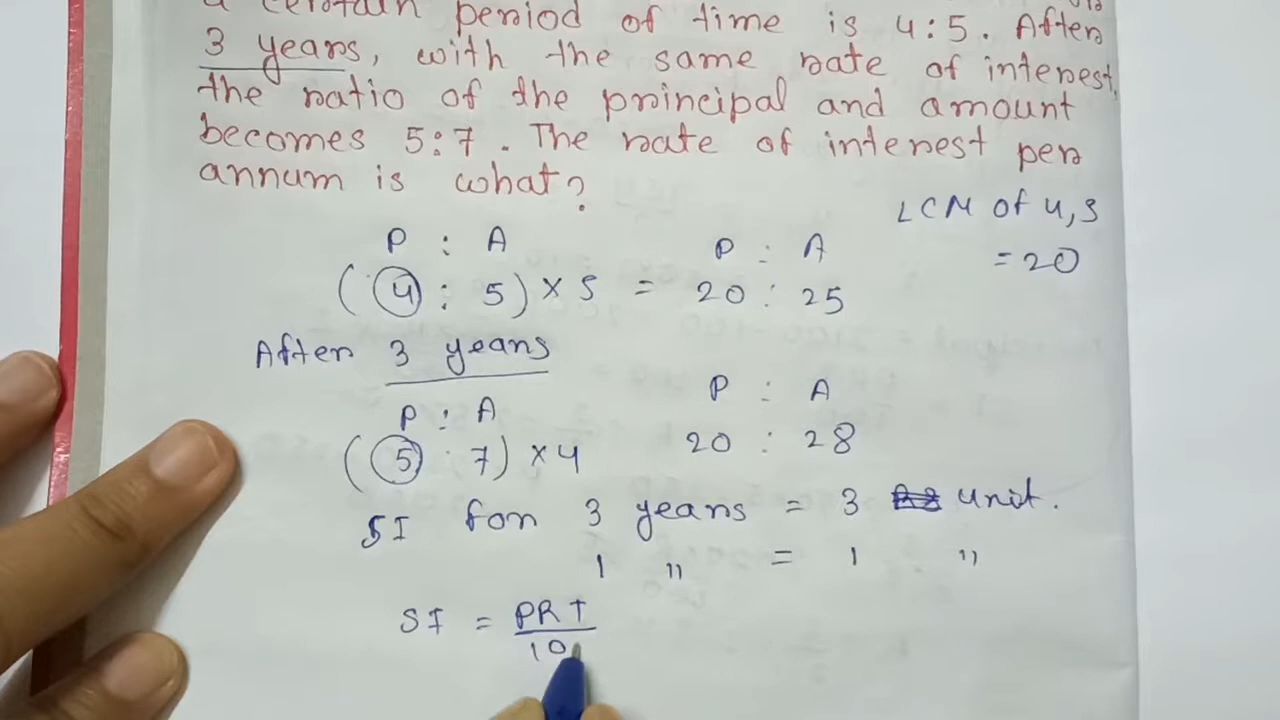 a certain period of time is 4:5. After
3 years, with the same rate of interest,
the ratio of the principal and amount
becomes 5:7. The rate of interest per
annum is what?
LCM of 4,5
= 20
P : A
(4 : 5) × 5 = 20 : 25
P : A
After 3 years
P : A
(5 : 7) × 4
P : A
20 : 28
SI for 3 years = 3 unit.
1 " = 1 "
SI = PRT
10